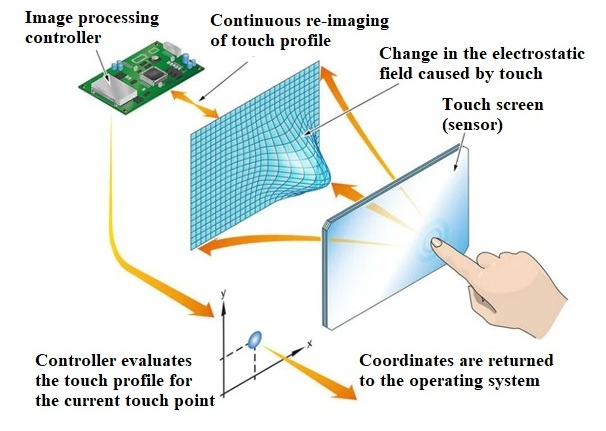 Image processing
controller
Continuous re-imaging
of touch profile
Change in the electrostatic
field caused by touch
Touch screen
(sensor)
y
x
Controller evaluates
the touch profile for
the current touch point
Coordinates are returned
to the operating system